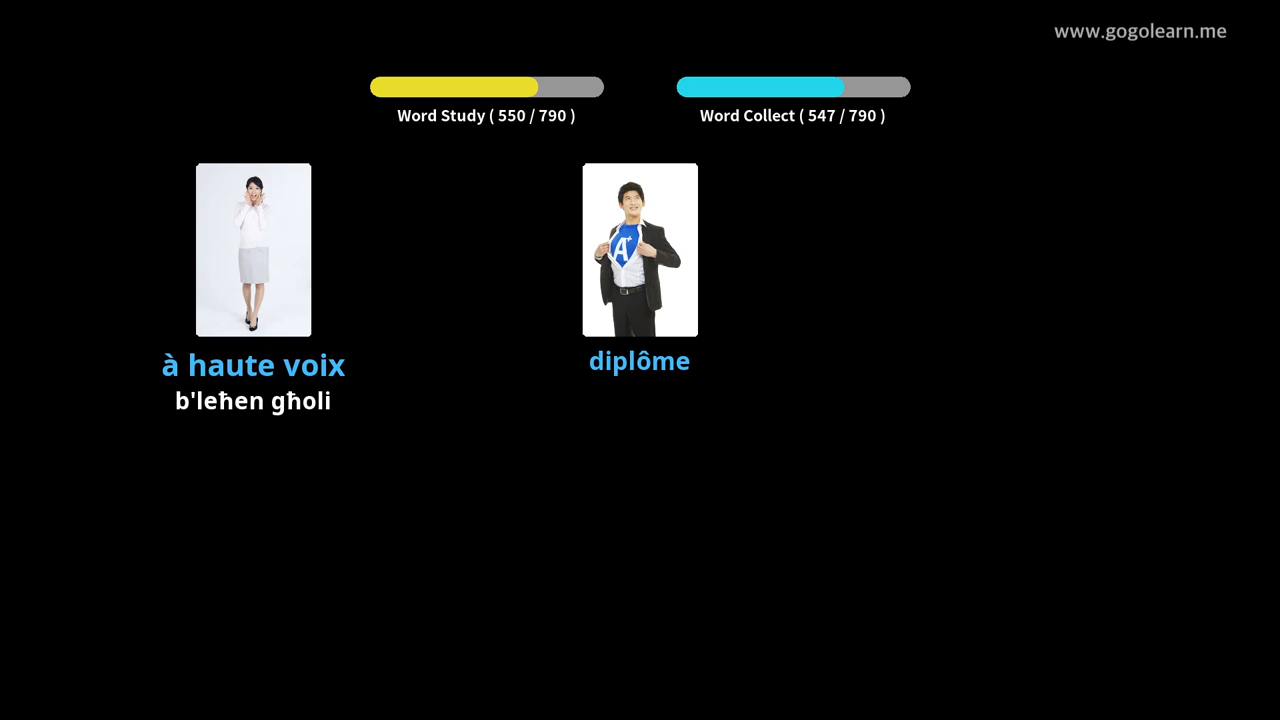 www.gogolearn.me
Word Study ( 550 / 790 )
Word Collect ( 547 / 790 )
A+
à haute voix
b'leħen għoli
diplôme